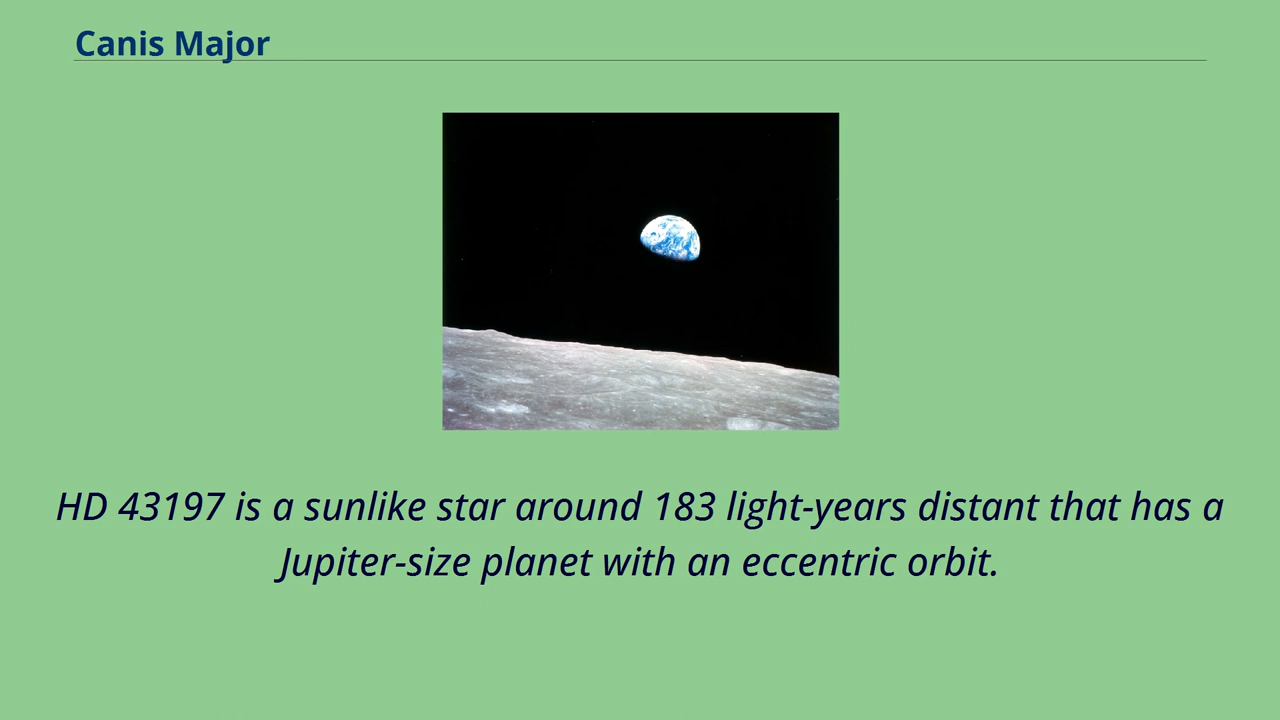 Canis Major
HD 43197 is a sunlike star around 183 light-years distant that has a
Jupiter-size planet with an eccentric orbit.